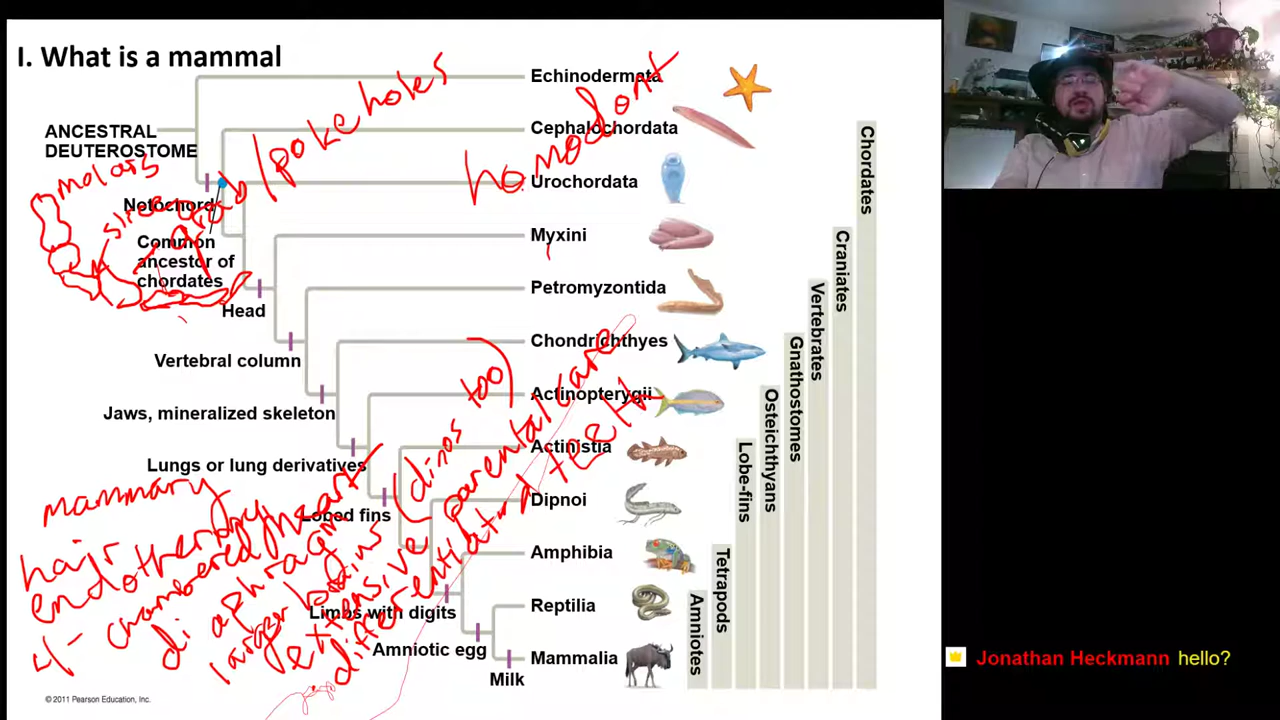 I. What is a mammal
Echinodermata
ANCESTRAL
DEUTEROSTOME
Cephalochordata
Urochordata
Notochord
Common
ancestor of
chordates
Myxini
Petromyzontida
Head
Vertebral column
Chondrichthyes
Jaws, mineralized skeleton
Actinopterygii
Lungs or lung derivatives
Actinistia
Lobed fins
Dipnoi
Amphibia
Limbs with digits
Reptilia
Amniotic egg
Mammalia
Milk
Chordates
Craniates
Vertebrates
Gnathostomes
Osteichthyans
Lobe-fins
Tetrapods
Amniotes
molars
grab/poke holes
homodont
mammary
hair
endothermy
4-chambered heart
diaphragm
larger brains
extensive parental care
(dinos too)
differentiated teeth
© 2011 Pearson Education, Inc.
Jonathan Heckmann hello?